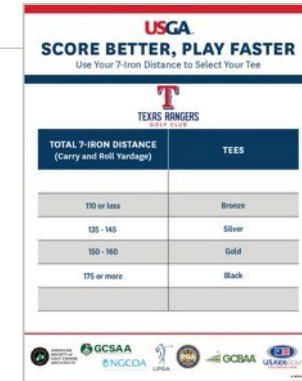 USGA
SCORE BETTER, PLAY FASTER
Use Your 7-Iron Distance to Select Your Tee
T
TEXAS RANGERS
GOLF CLUB
TOTAL 7-IRON DISTANCE
(Carry and Roll Yardage)
TEES
110 or less
Bronze
135 - 145
Silver
150 - 160
Gold
175 or more
Black
GCSAA
NGCOA
LPGA
GCBAA
USKIDSGOLF